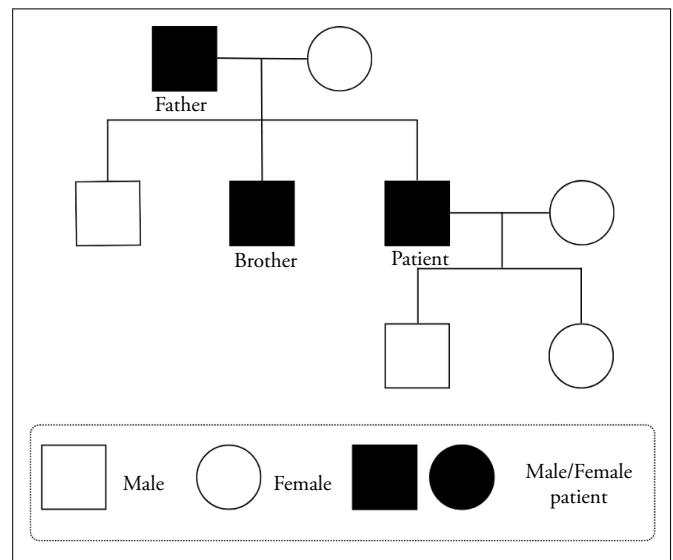 Father
Brother
Patient
Male
Female
Male/Female
patient